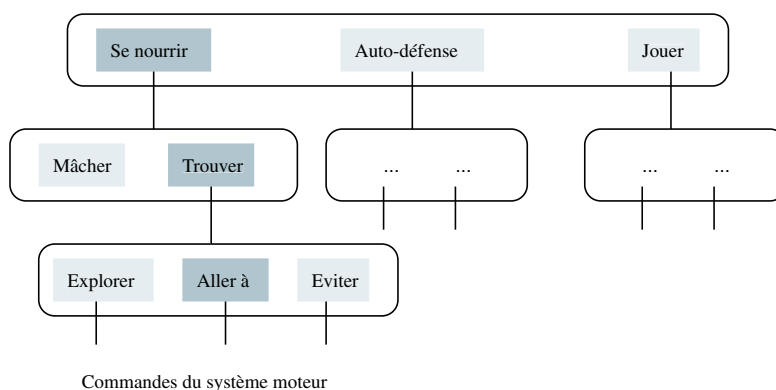 Se nourrir Auto-défense Jouer
Mâcher Trouver ... ... ... ...
Explorer Aller à Eviter
Commandes du système moteur